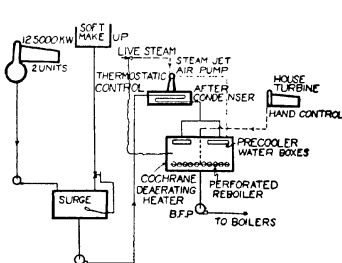 125000 KW
2 UNITS
SOFT
MAKE UP
LIVE STEAM
STEAM JET
AIR PUMP
THERMOSTATIC
CONTROL
AFTER
CONDENSER
HOUSE
TURBINE
HAND CONTROL
PRECOOLER
WATER BOXES
COCHRANE
DEAERATING
HEATER
PERFORATED
REBOILER
SURGE
B.F.P
TO BOILERS